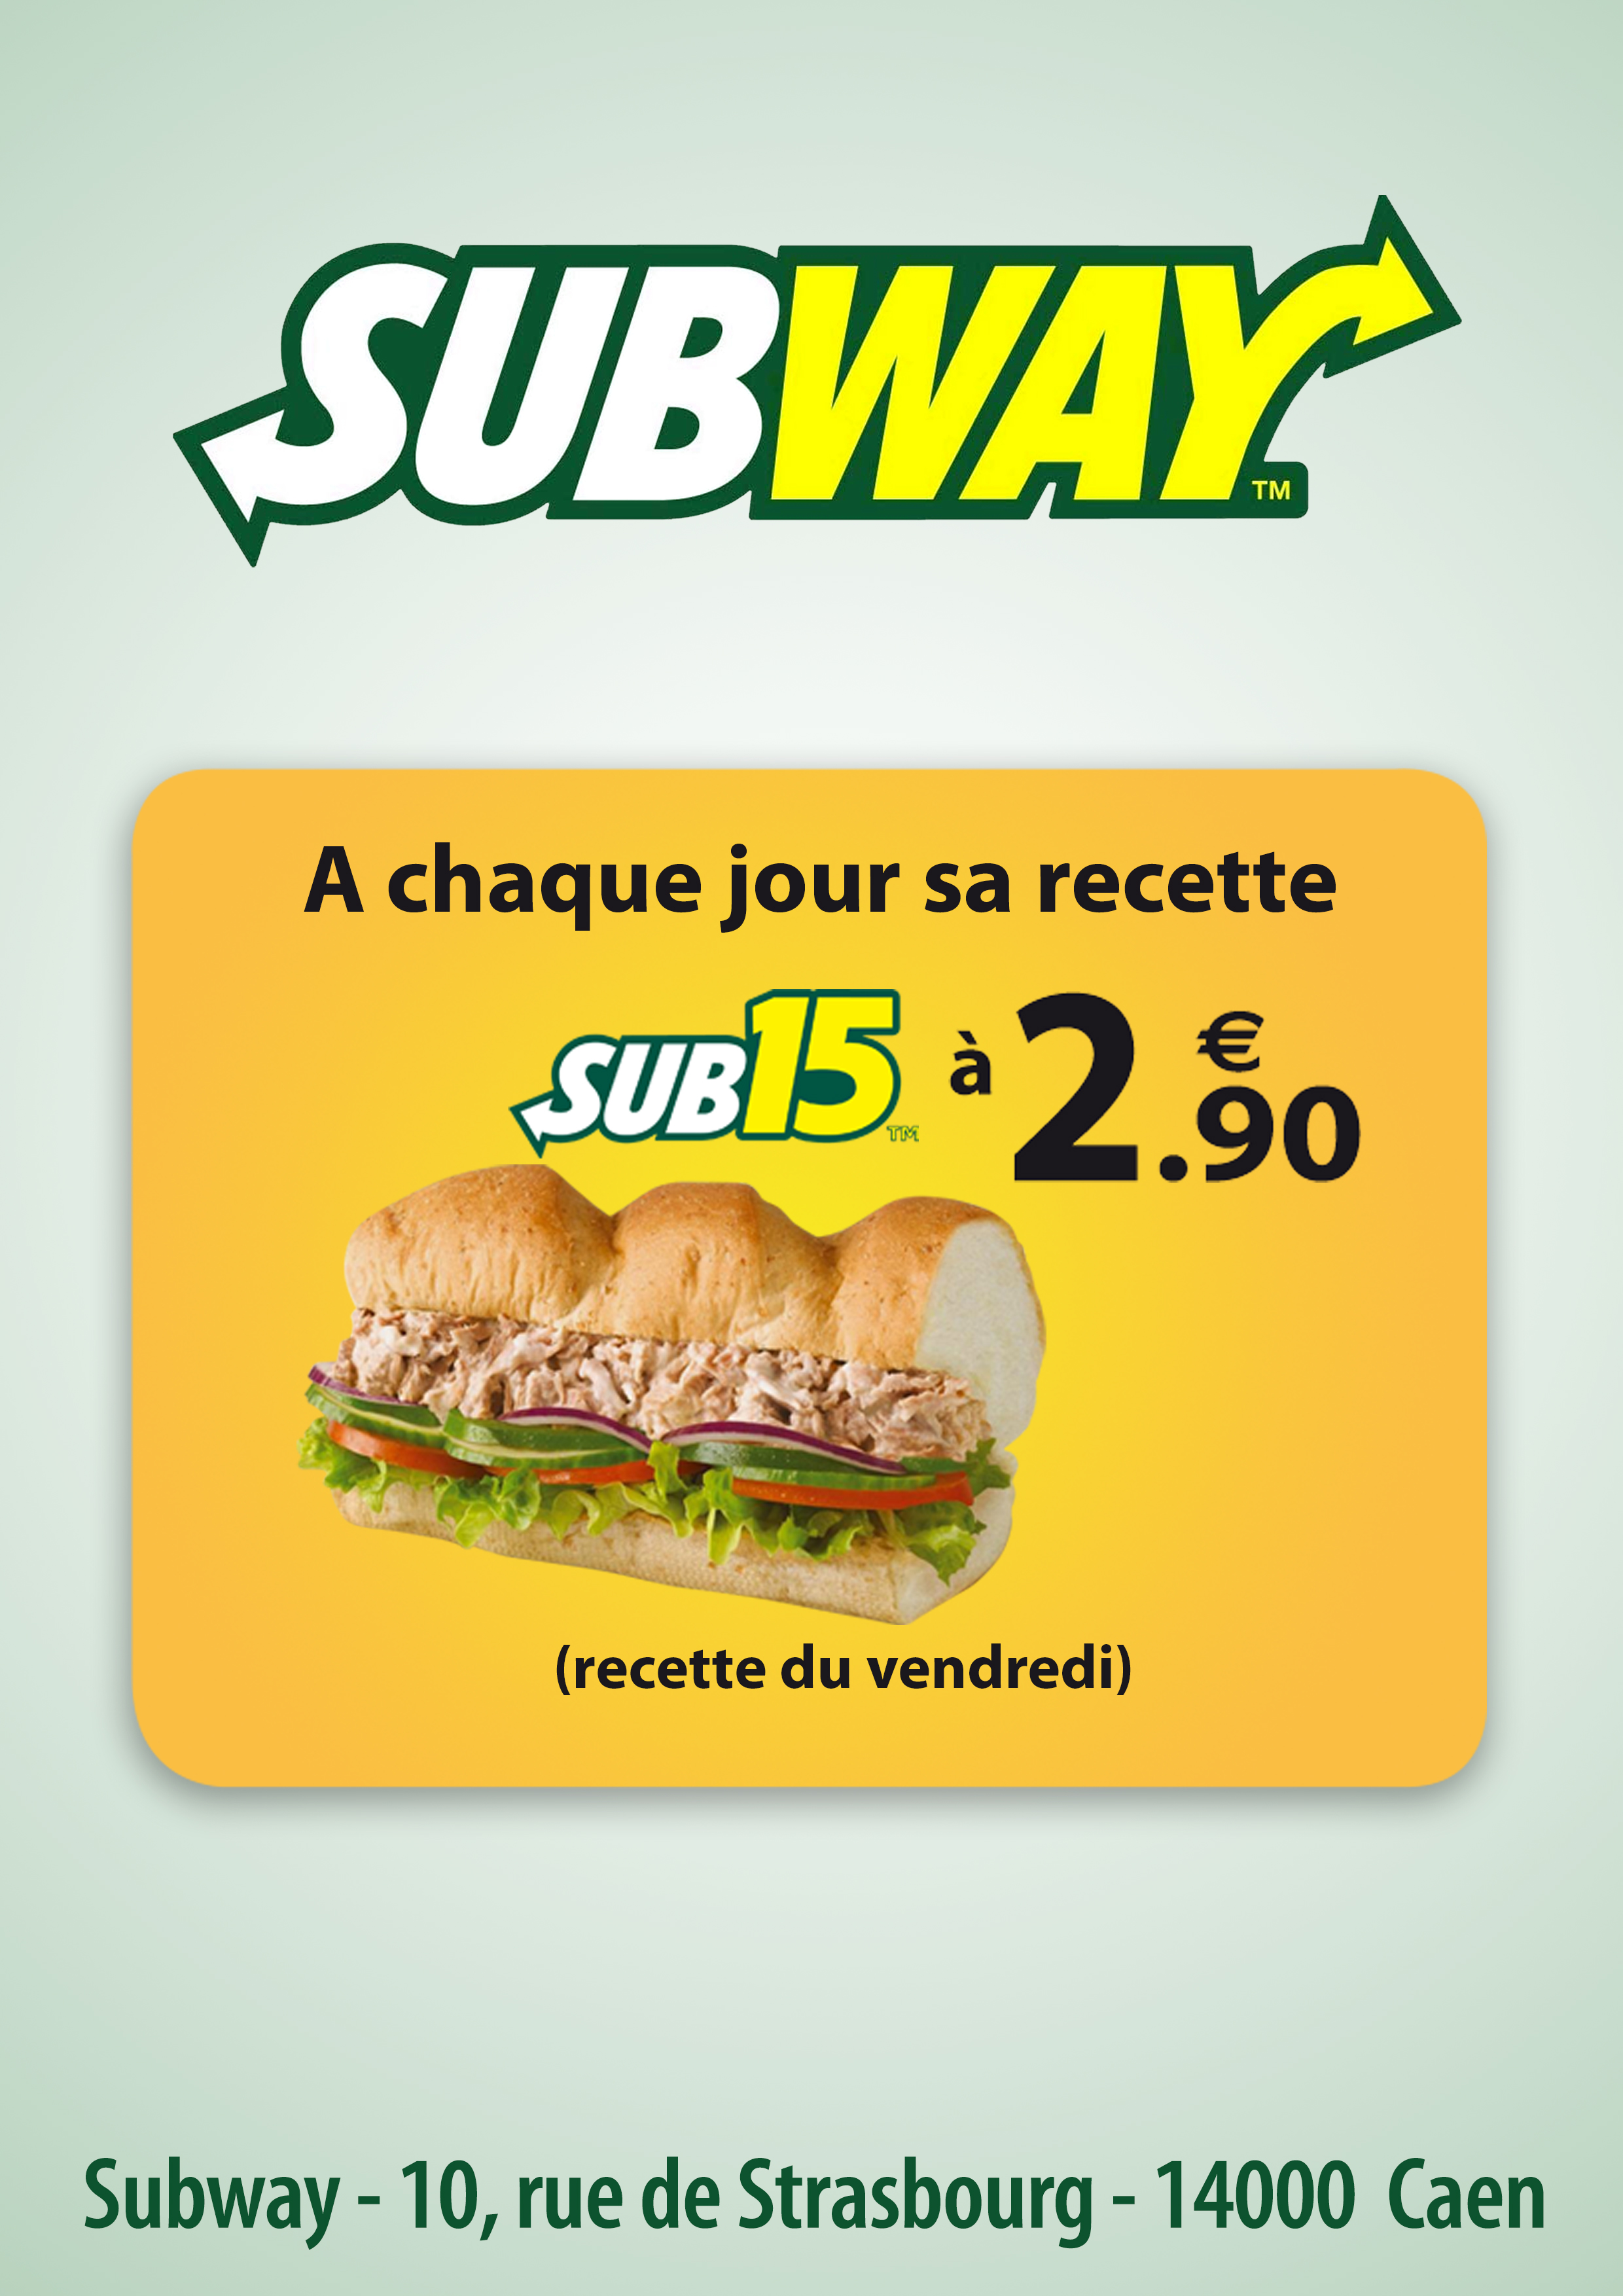 SUBWAY™
A chaque jour sa recette
SUB15™ à 2.90 €
(recette du vendredi)
Subway - 10, rue de Strasbourg - 14000 Caen